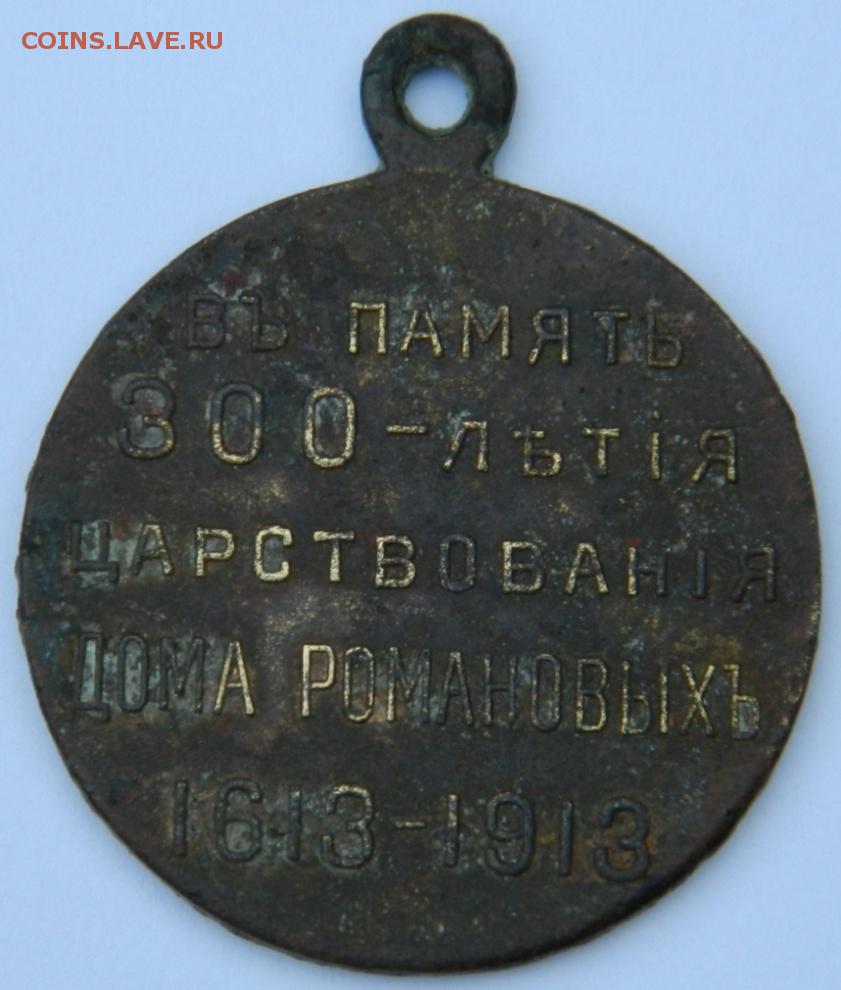 COINS.LAVE.RU
ВЪ ПАМЯТЬ
300-ЛѢТІЯ
ЦАРСТВОВАНІЯ
ДОМА РОМАНОВЫХЪ
1613-1913